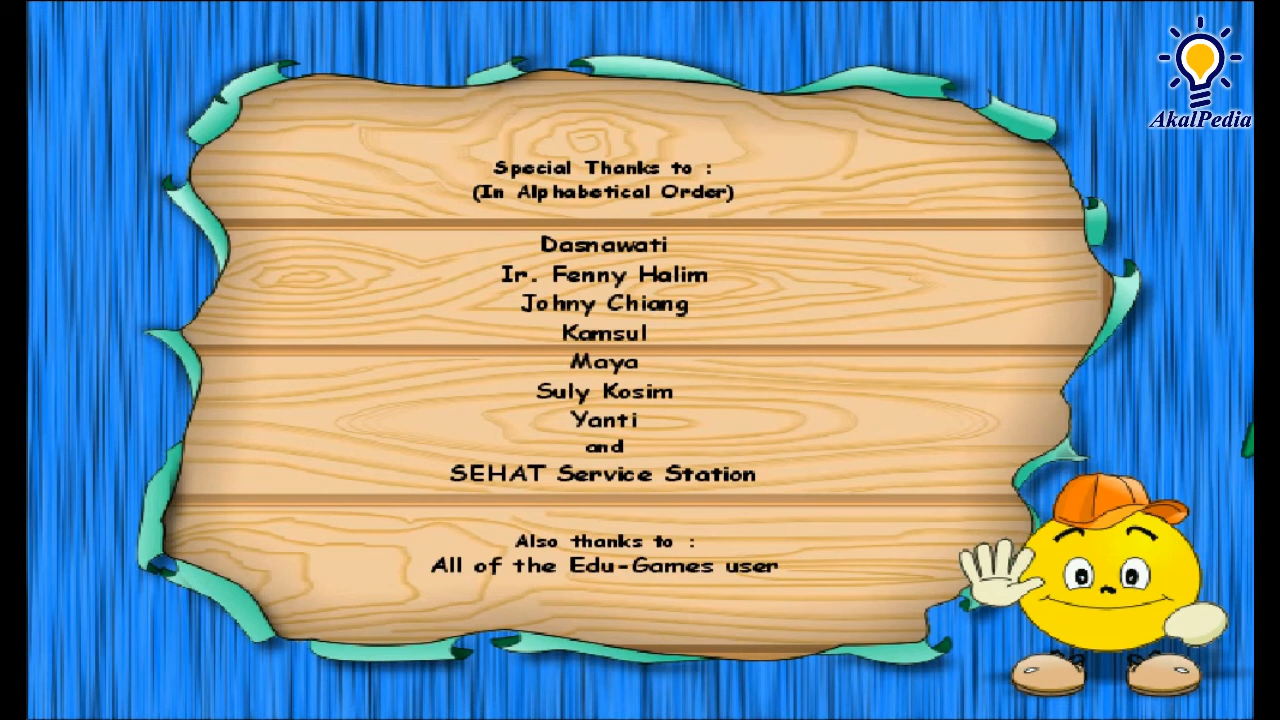 AkalPedia
Special Thanks to :
(In Alphabetical Order)
Dasnawati
Ir. Fenny Halim
Johny Chiang
Kamsul
Maya
Suly Kosim
Yanti
and
SEHAT Service Station
Also thanks to :
All of the Edu-Games user